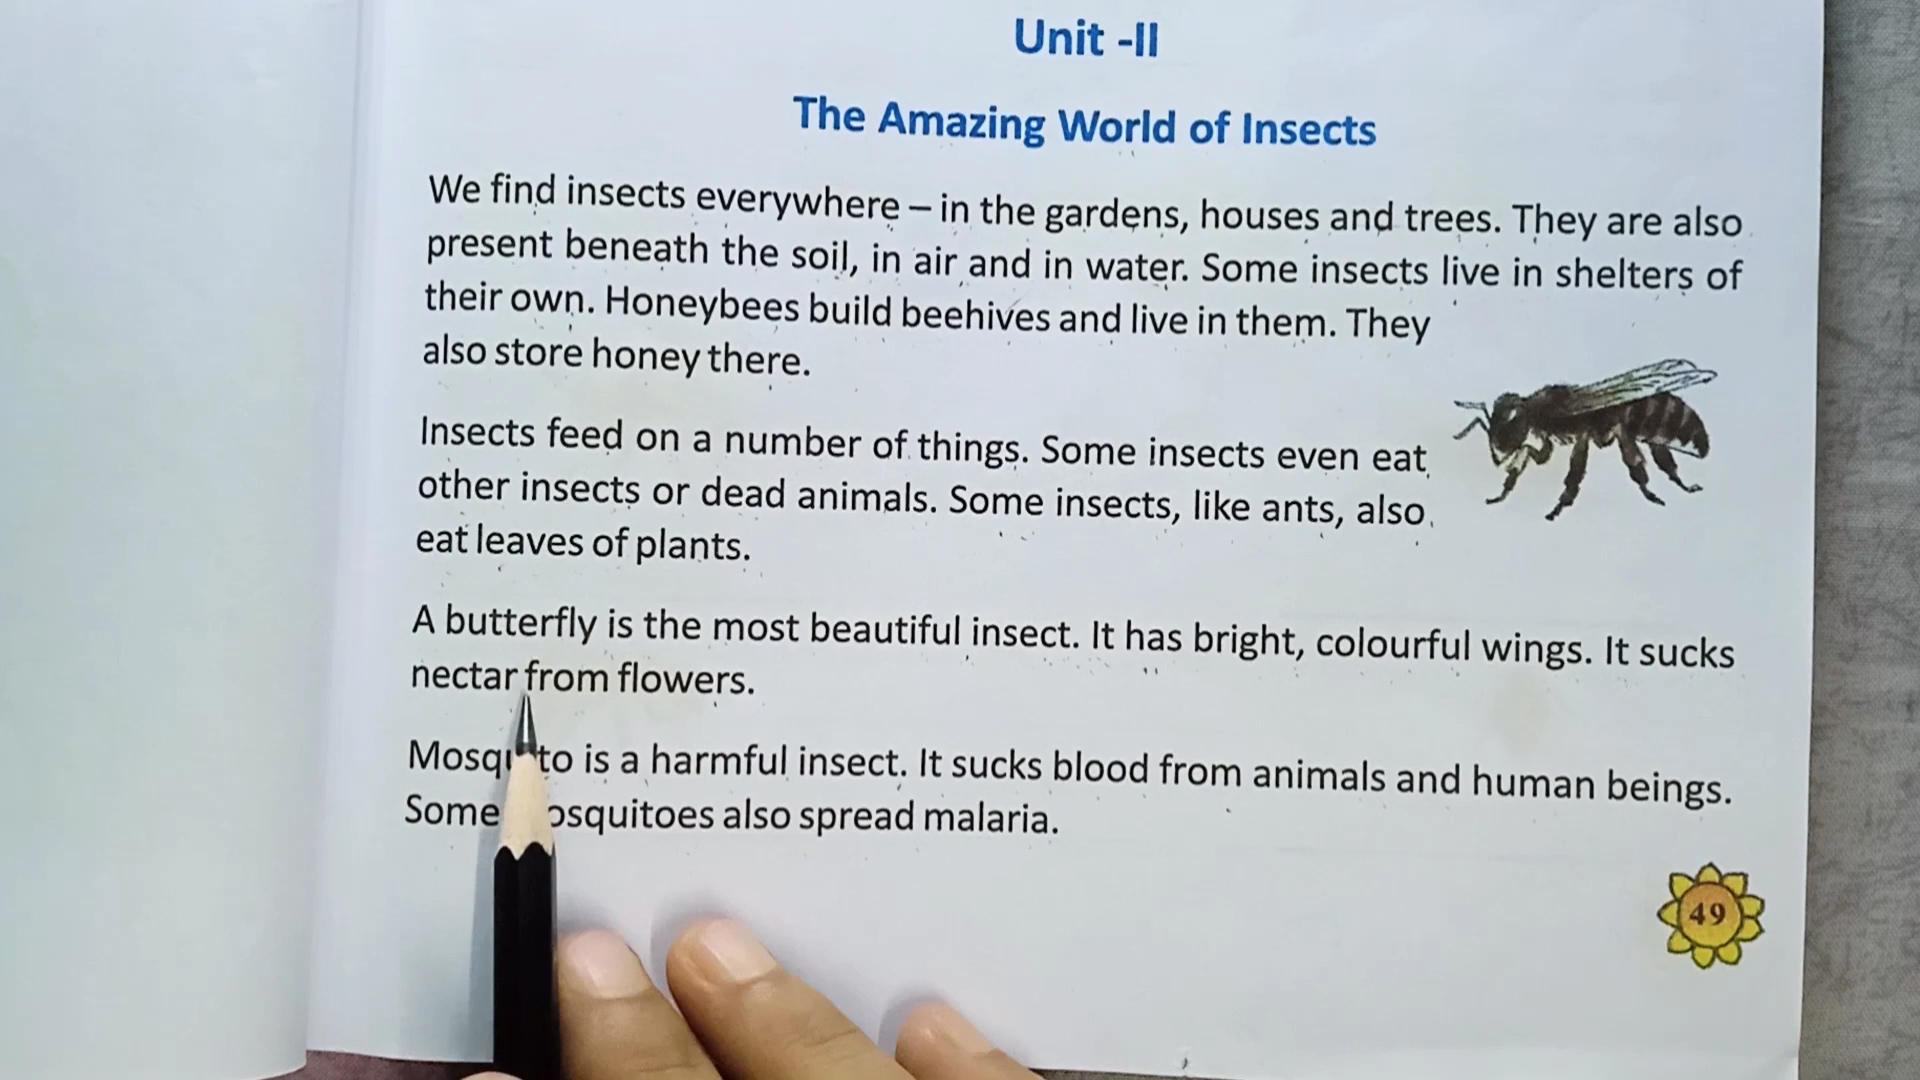 Unit -II
The Amazing World of Insects
We find insects everywhere – in the gardens, houses and trees. They are also
present beneath the soil, in air and in water. Some insects live in shelters of
their own. Honeybees build beehives and live in them. They
also store honey there.
Insects feed on a number of things. Some insects even eat
other insects or dead animals. Some insects, like ants, also
eat leaves of plants.
A butterfly is the most beautiful insect. It has bright, colourful wings. It sucks
nectar from flowers.
Mosquito is a harmful insect. It sucks blood from animals and human beings.
Some mosquitoes also spread malaria.
49